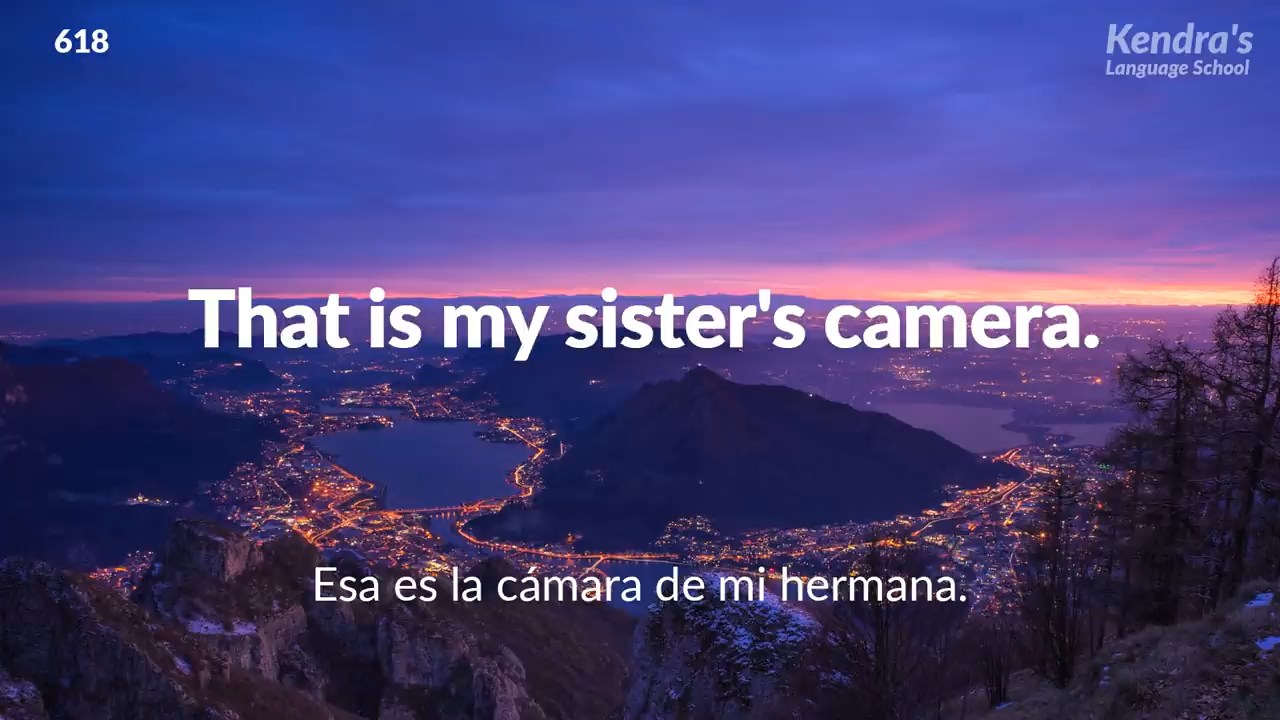 618
Kendra's
Language School
That is my sister's camera.
Esa es la cámara de mi hermana.